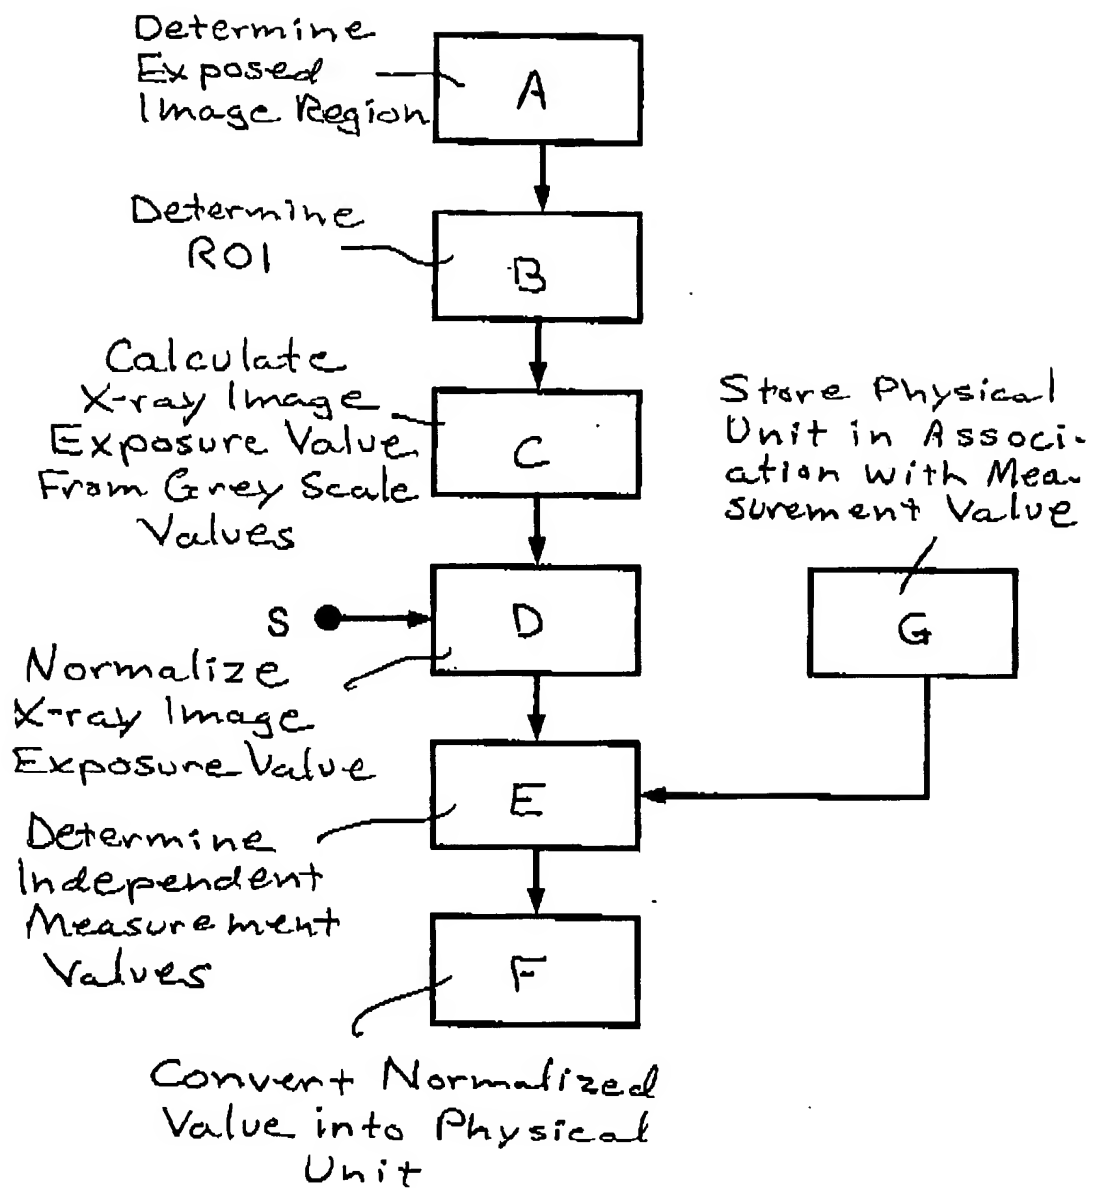 Determine
Exposed
Image Region
A
Determine
ROI
B
Calculate
X-ray Image
Exposure Value
From Grey Scale
Values
C
Store Physical
Unit in Associ-
ation with Mea-
surement Value
S
D
G
Normalize
X-ray Image
Exposure Value
E
Determine
Independent
Measurement
Values
F
Convert Normalized
Value into Physical
Unit